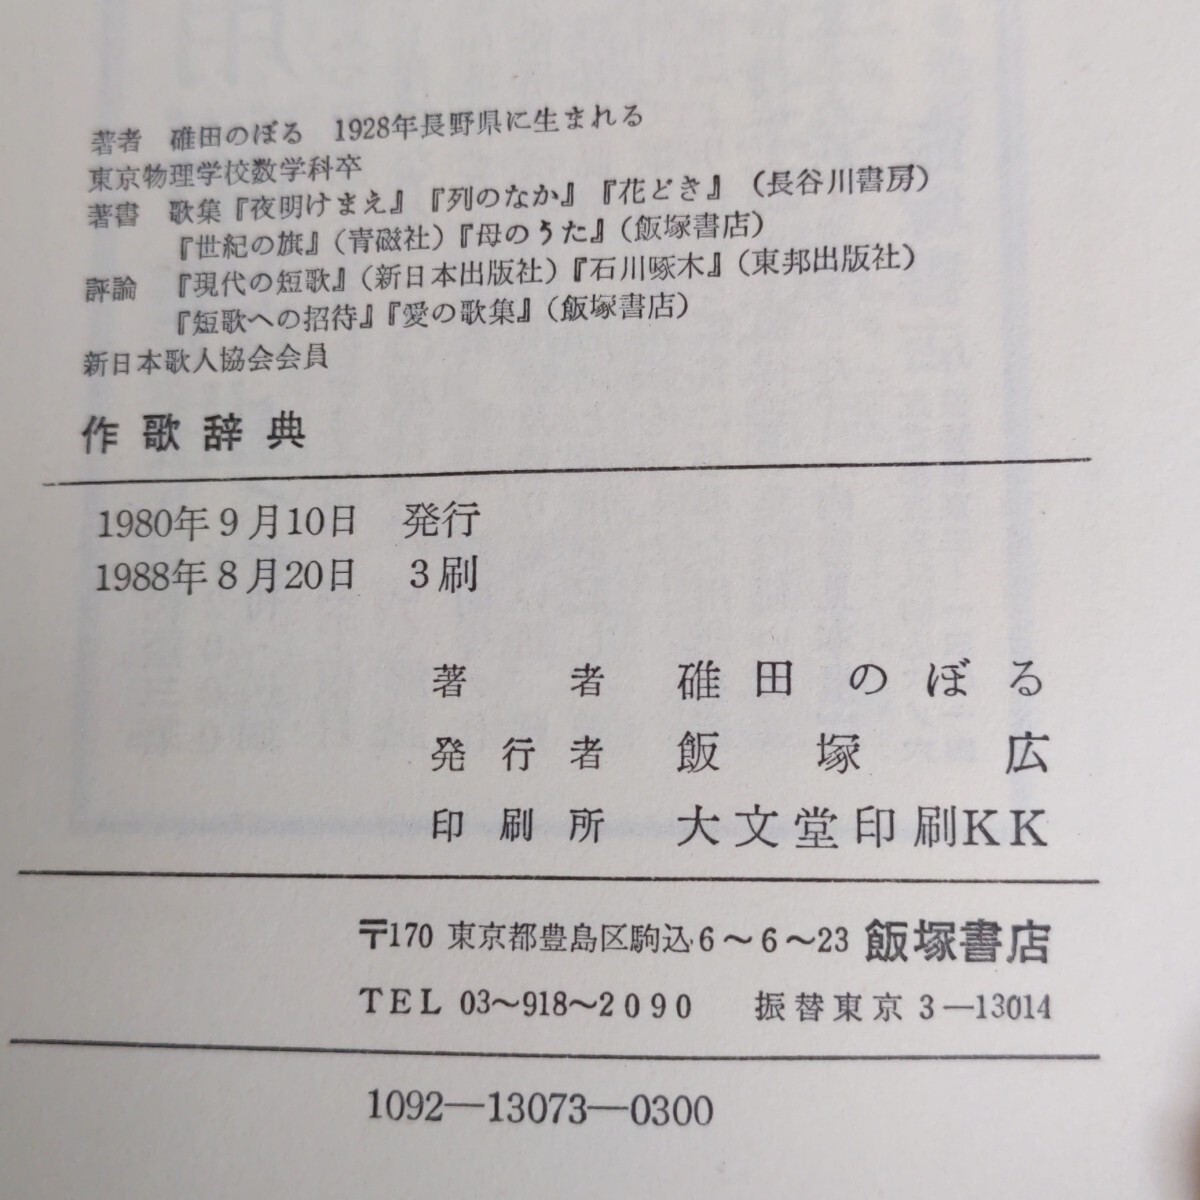 著者　碓田のぼる　1928年長野県に生まれる
東京物理学校数学科卒
著書　歌集『夜明けまえ』『列のなか』『花どき』（長谷川書房）
『世紀の旗』（青磁社）『母のうた』（飯塚書店）
評論　『現代の短歌』（新日本出版社）『石川啄木』（東邦出版社）
『短歌への招待』『愛の歌集』（飯塚書店）
新日本歌人協会会員
作歌辞典
1980年9月10日　発行
1988年8月20日　3刷
著者　碓田のぼる
発行者　飯塚広
印刷所　大文堂印刷KK
〒170 東京都豊島区駒込6～6～23 飯塚書店
TEL 03～918～2090　振替東京3—13014
1092—13073—0300